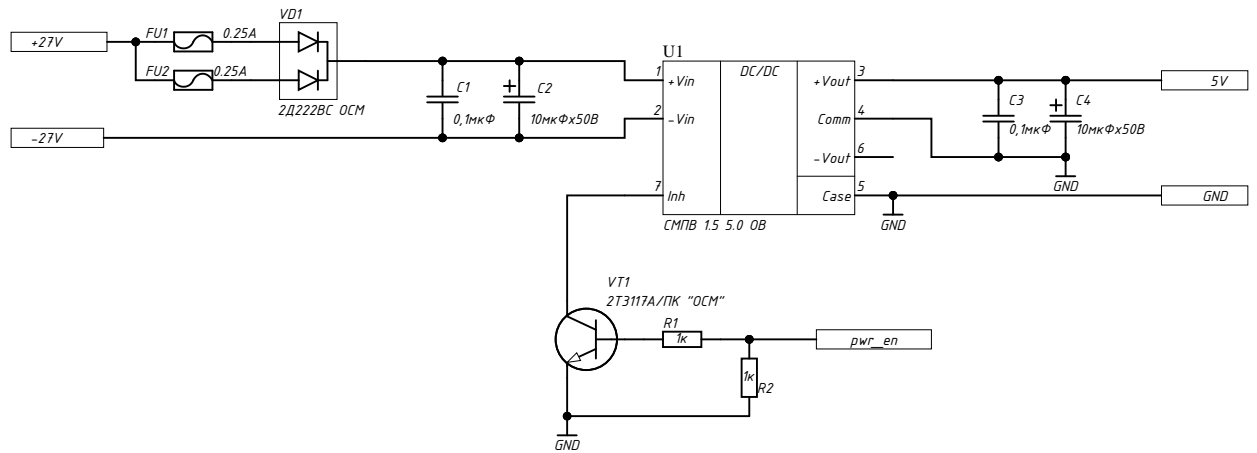 VD1
FU1 0.25А
+27V
FU2 0.25А
2Д222ВС ОСМ
-27V
C1
0,1мкФ
C2
10мкФх50В
U1
DC/DC
1 +Vin
2 -Vin
7 Inh
+Vout 3
Comm 4
-Vout 6
Case 5
СМПВ 1.5 5.0 ОВ
C3
0,1мкФ
C4
10мкФх50В
5V
GND
GND
GND
VT1
2Т3117А/ПК "ОСМ"
R1
1к
pwr_en
1к
R2
GND